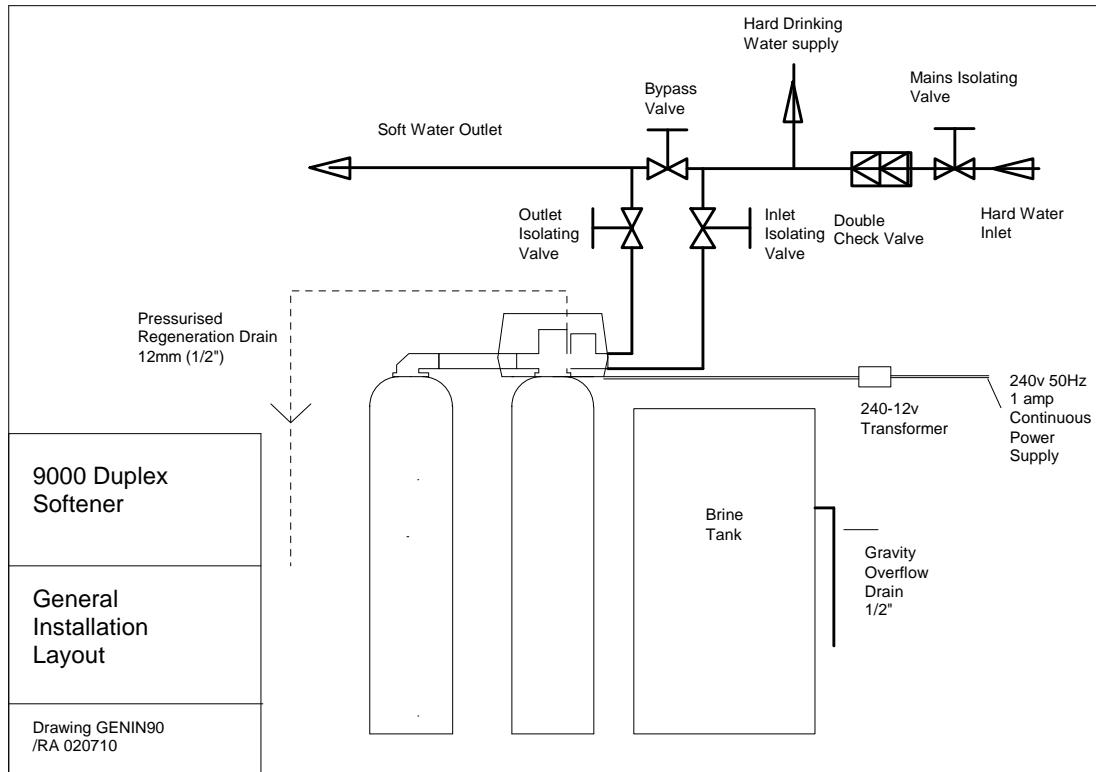 Hard Drinking
Water supply
Mains Isolating
Valve
Bypass
Valve
Soft Water Outlet
Outlet
Isolating
Valve
Inlet
Isolating
Valve
Double
Check Valve
Hard Water
Inlet
Pressurised
Regeneration Drain
12mm (1/2")
240-12v
Transformer
240v 50Hz
1 amp
Continuous
Power
Supply
9000 Duplex
Softener
Brine
Tank
Gravity
Overflow
Drain
1/2"
General
Installation
Layout
Drawing GENIN90
/RA 020710